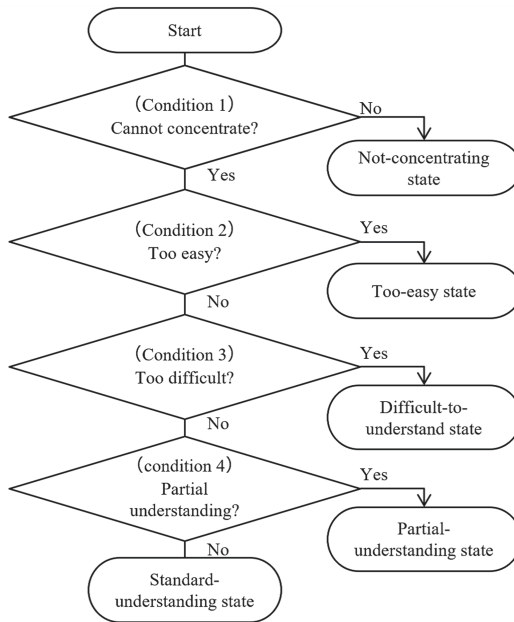 Start
(Condition 1)
Cannot concentrate?
No
Not-concentrating
state
Yes
(Condition 2)
Too easy?
Yes
Too-easy state
No
(Condition 3)
Too difficult?
Yes
Difficult-to-
understand state
No
(condition 4)
Partial
understanding?
Yes
Partial-
understanding state
No
Standard-
understanding state